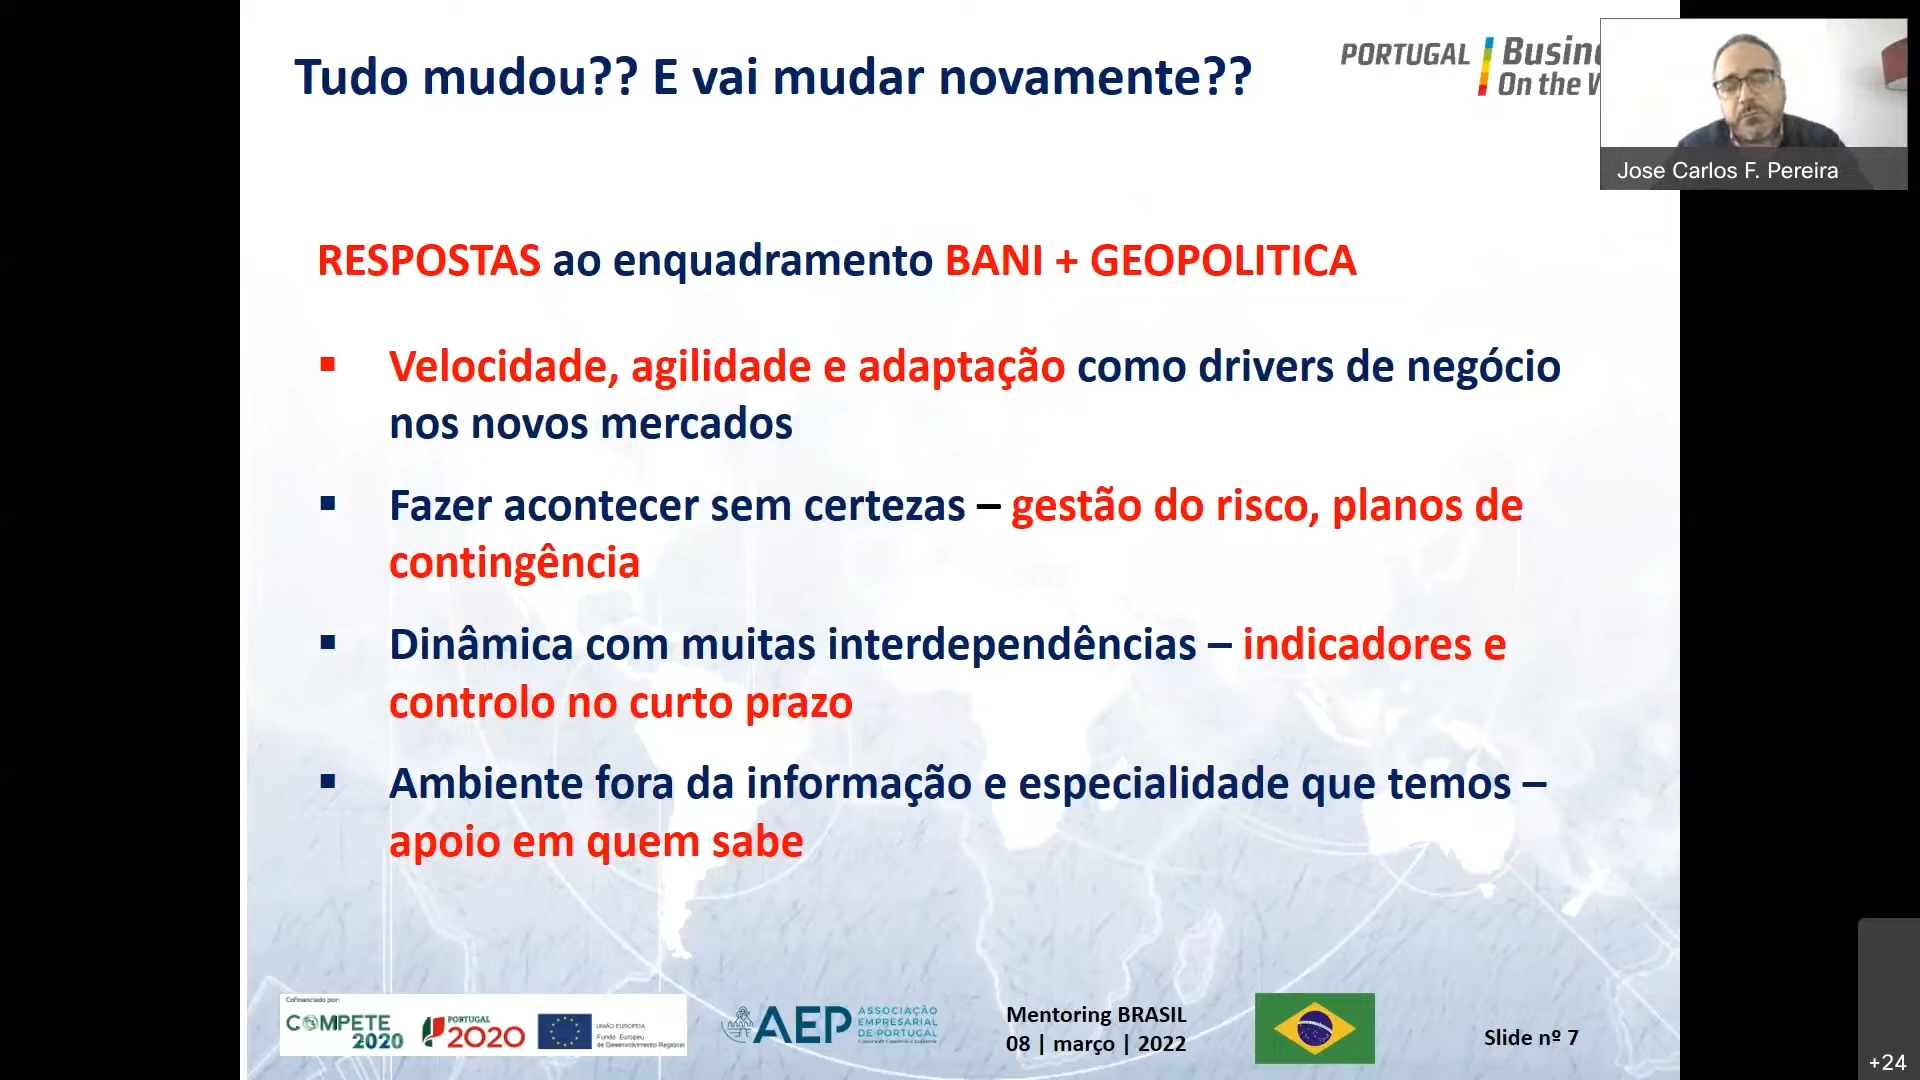 Tudo mudou?? E vai mudar novamente??
PORTUGAL
Busin
On the
Jose Carlos F. Pereira
RESPOSTAS ao enquadramento BANI + GEOPOLITICA
▪ Velocidade, agilidade e adaptação como drivers de negócio
nos novos mercados
▪ Fazer acontecer sem certezas – gestão do risco, planos de
contingência
▪ Dinâmica com muitas interdependências – indicadores e
controlo no curto prazo
▪ Ambiente fora da informação e especialidade que temos –
apoio em quem sabe
Cofinanciado por:
COMPETE
2020
PORTUGAL
2020
UNIÃO EUROPEIA
Fundo Europeu
de Desenvolvimento Regional
AEP
ASSOCIAÇÃO
EMPRESARIAL
DE PORTUGAL
Mentoring BRASIL
08 | março | 2022
Slide nº 7
+24